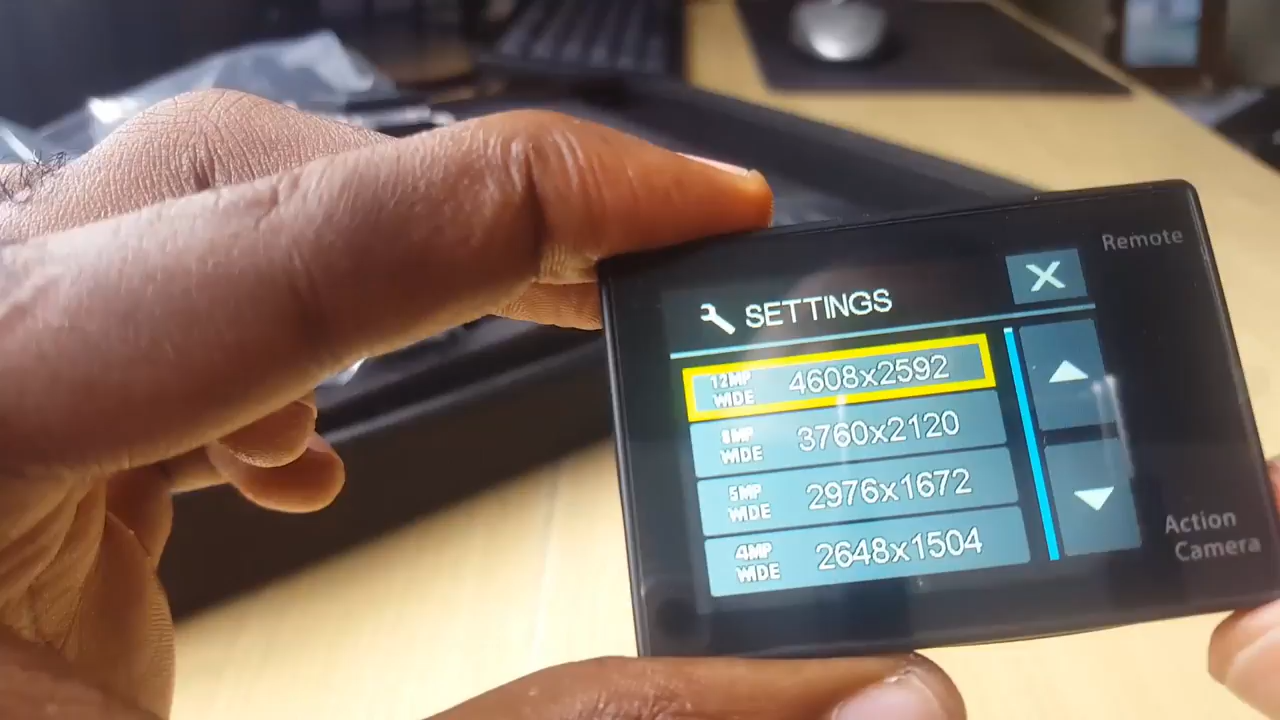 Remote
SETTINGS
12MP WIDE 4608x2592
8MP WIDE 3760x2120
5MP WIDE 2976x1672
4MP WIDE 2648x1504
Action
Camera